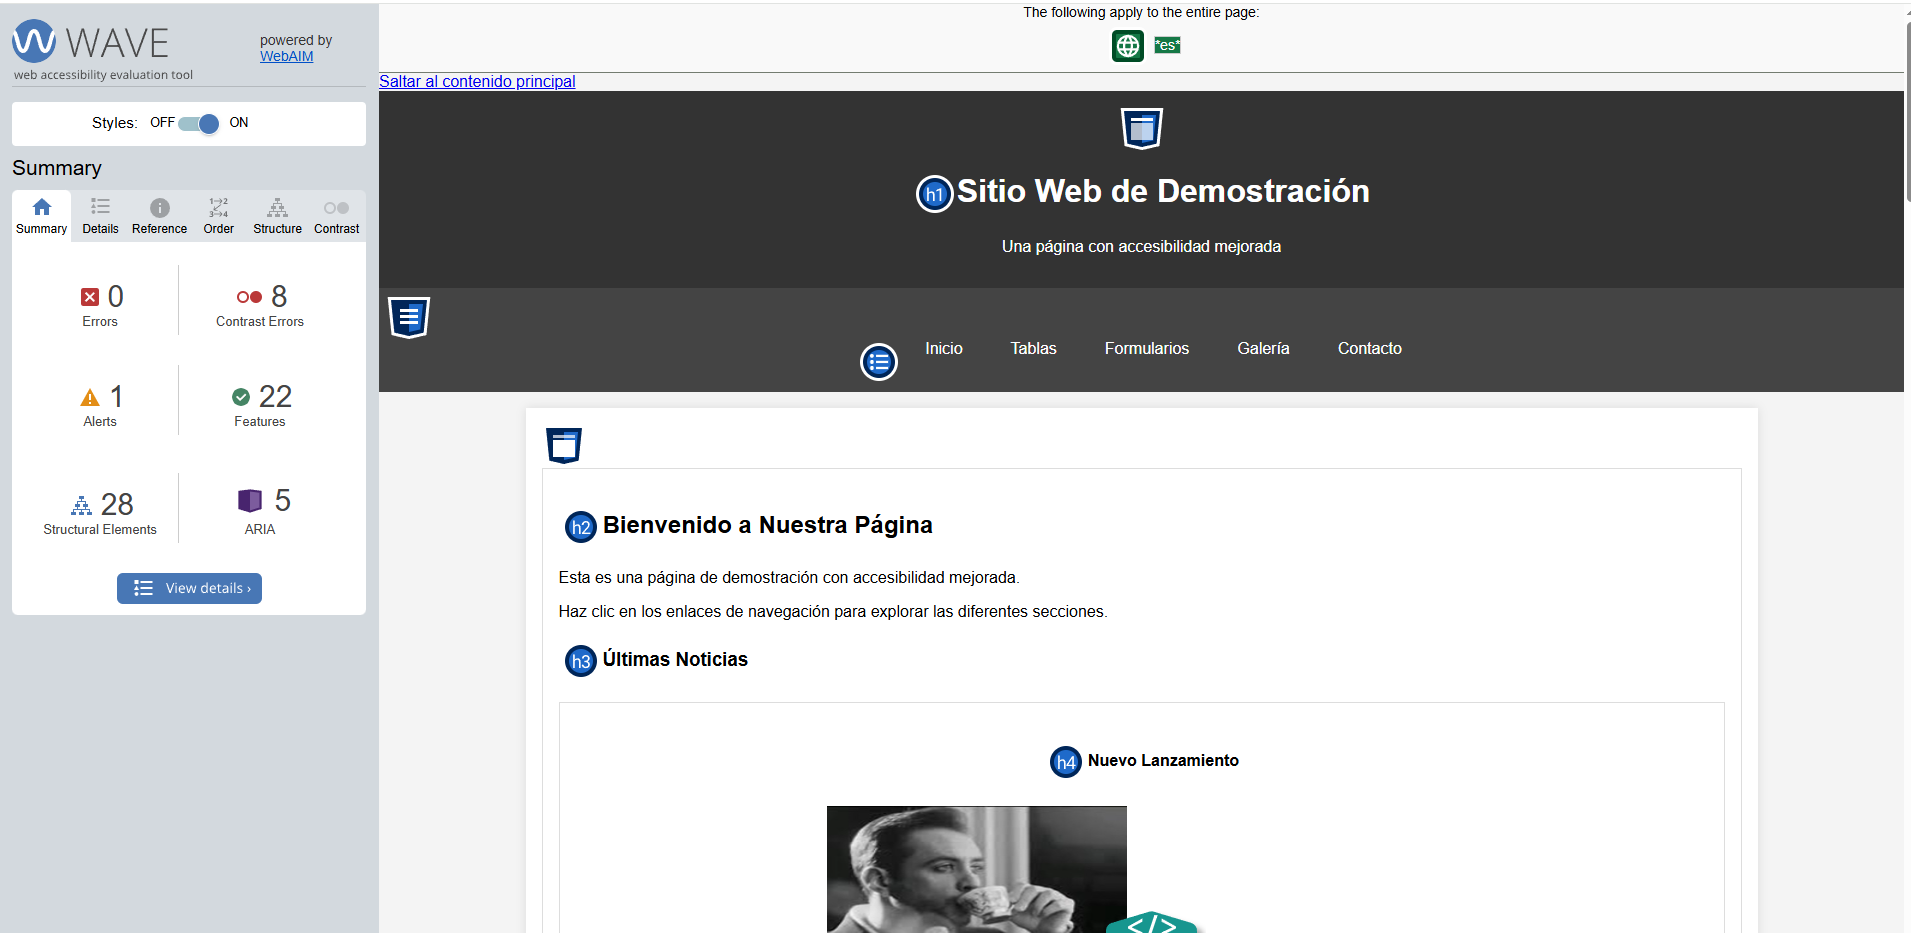 WAVE
web accessibility evaluation tool
powered by
WebAIM
Styles: OFF ON
Summary
Summary Details Reference Order Structure Contrast
0
Errors
8
Contrast Errors
1
Alerts
22
Features
28
Structural Elements
5
ARIA
View details ›
The following apply to the entire page:
*es*
Saltar al contenido principal
h1 Sitio Web de Demostración
Una página con accesibilidad mejorada
Inicio Tablas Formularios Galería Contacto
h2 Bienvenido a Nuestra Página
Esta es una página de demostración con accesibilidad mejorada.
Haz clic en los enlaces de navegación para explorar las diferentes secciones.
h3 Últimas Noticias
h4 Nuevo Lanzamiento
</>